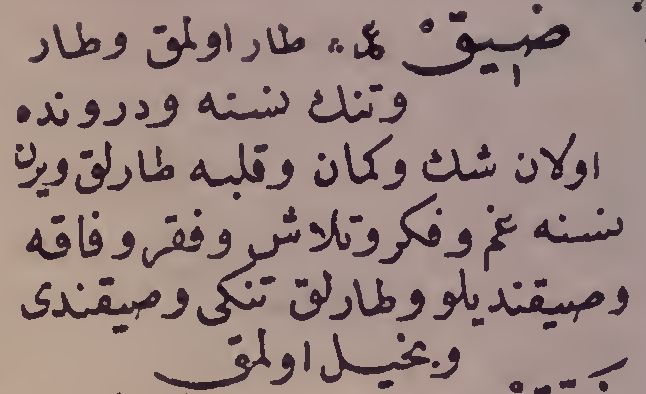 ضيق عر طار اولمق وطار
وتنك نسنه ودرونده
اولان شك وكمان وقلبه طارلق ويرن
نسنه غم وفكر وتلاش وفقر وفاقه
وصيقنديلو وطارلق تنكى وصيقندى
وبخيل اولمق